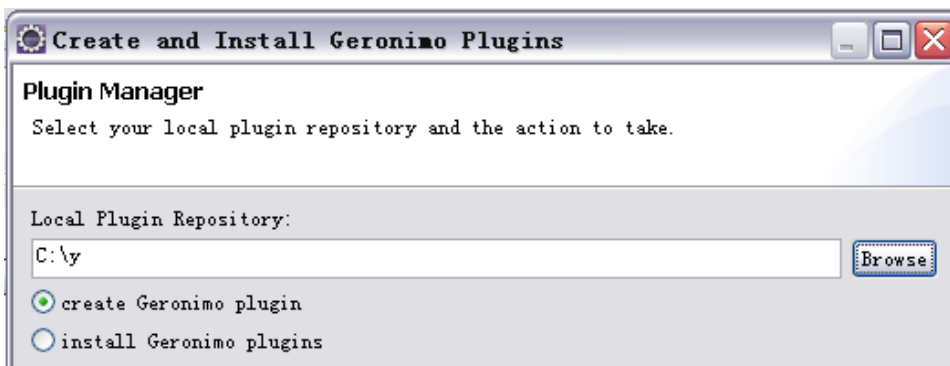 Create and Install Geronimo Plugins
Plugin Manager
Select your local plugin repository and the action to take.
Local Plugin Repository:
C:\y
Browse
create Geronimo plugin
install Geronimo plugins